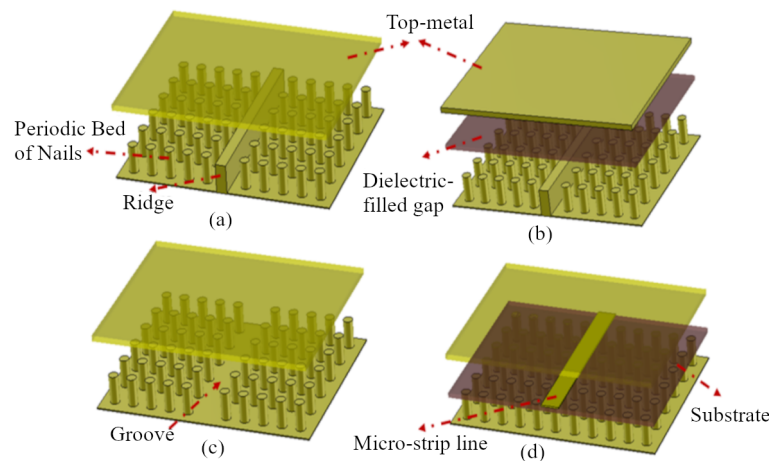 Top-metal
Periodic Bed
of Nails
Ridge
(a)
Dielectric-
filled gap
(b)
Groove
(c)
Micro-strip line
(d)
Substrate